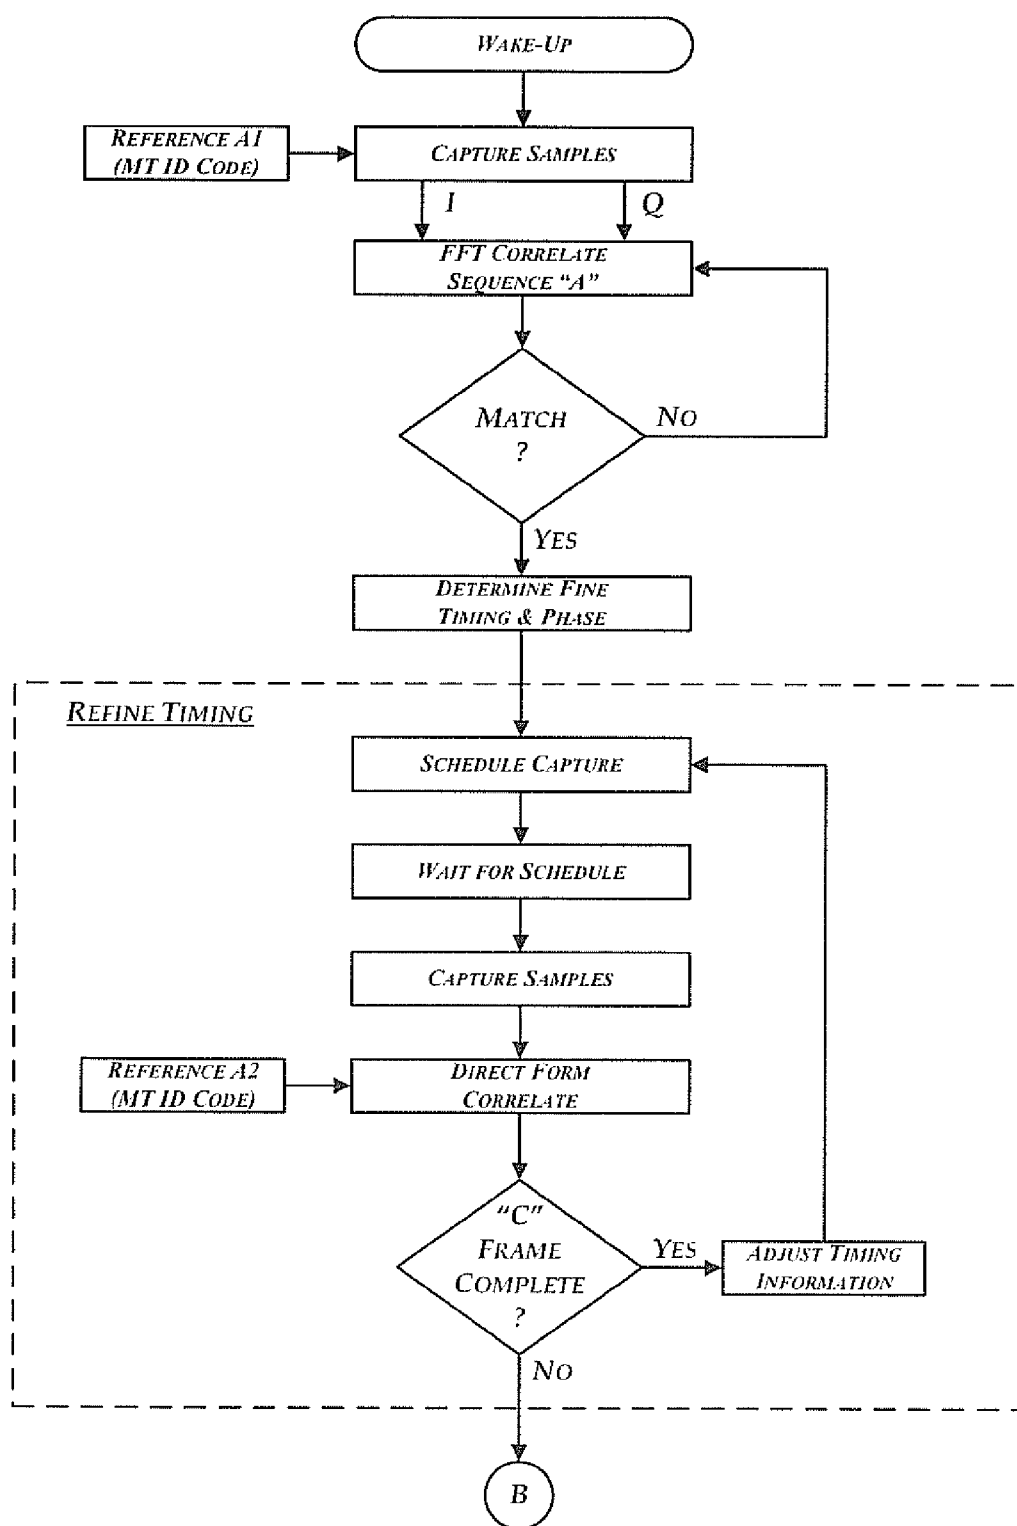 WAKE-UP
REFERENCE A1
(MT ID CODE)
CAPTURE SAMPLES
I
Q
FFT CORRELATE
SEQUENCE "A"
MATCH
?
NO
YES
DETERMINE FINE
TIMING & PHASE
REFINE TIMING
SCHEDULE CAPTURE
WAIT FOR SCHEDULE
CAPTURE SAMPLES
REFERENCE A2
(MT ID CODE)
DIRECT FORM
CORRELATE
"C"
FRAME
COMPLETE
?
YES
ADJUST TIMING
INFORMATION
NO
B